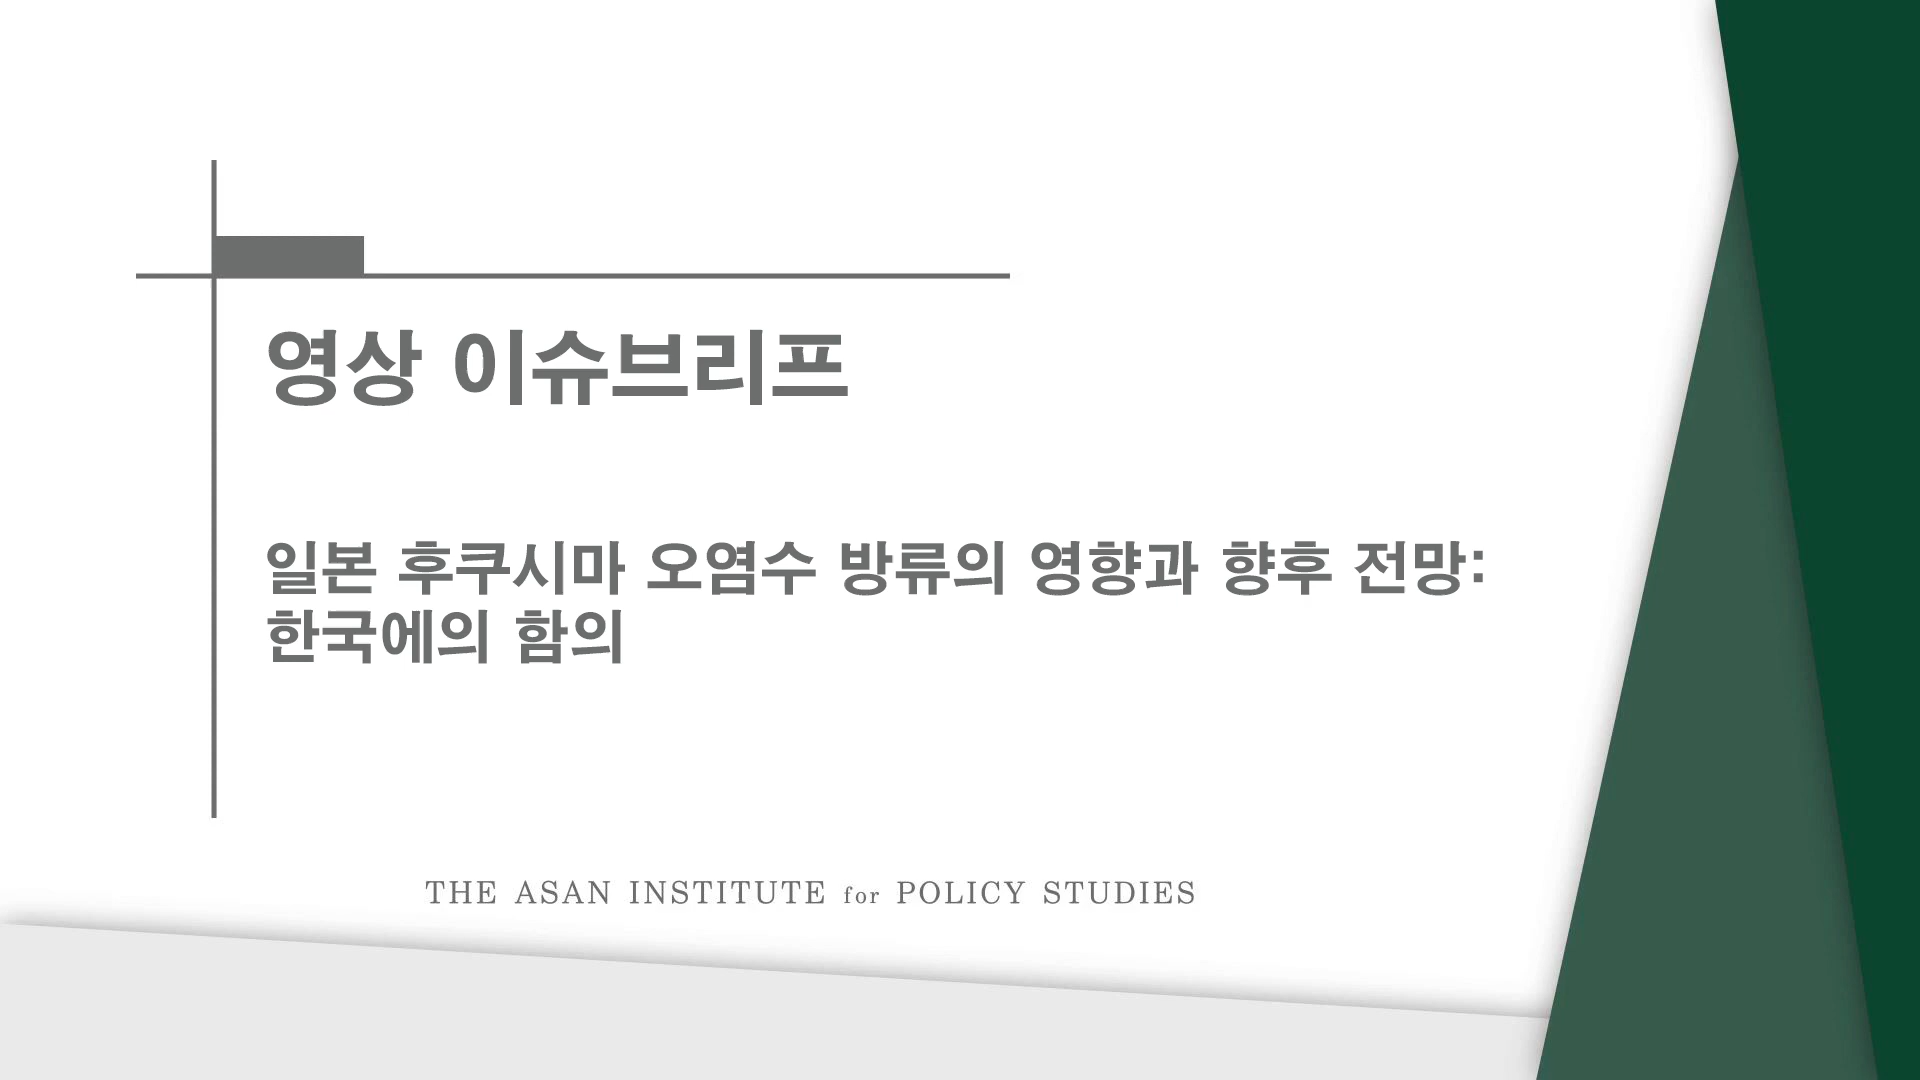 영상 이슈브리프
일본 후쿠시마 오염수 방류의 영향과 향후 전망:
한국에의 함의
THE ASAN INSTITUTE for POLICY STUDIES